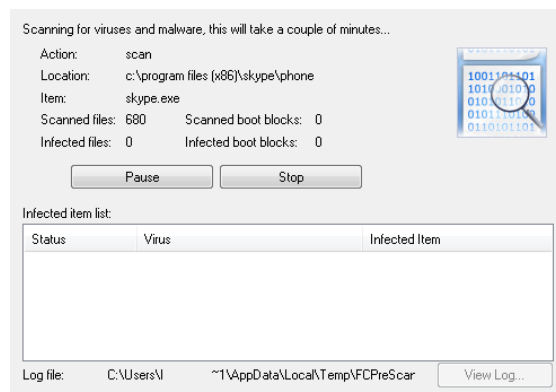 Scanning for viruses and malware, this will take a couple of minutes...
Action: scan
Location: c:\program files (x86)\skype\phone
Item: skype.exe
Scanned files: 680 Scanned boot blocks: 0
Infected files: 0 Infected boot blocks: 0
1001101101
Pause Stop
Infected item list:
Status Virus Infected Item
Log file: C:\Users\I ~1\AppData\Local\Temp\FCPreScar View Log...